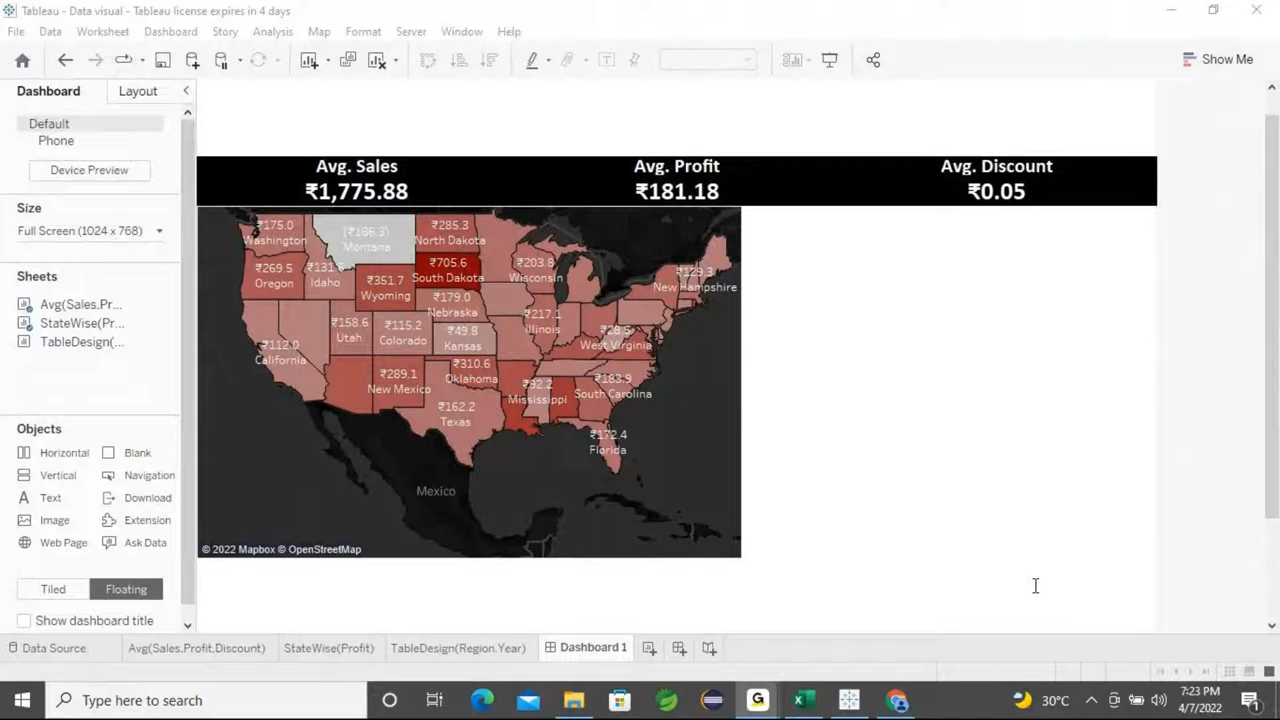 Tableau - Data visual - Tableau license expires in 4 days
File Data Worksheet Dashboard Story Analysis Map Format Server Window Help
Show Me
Dashboard Layout
Default
Phone
Device Preview
Size
Full Screen (1024 x 768)
Sheets
Avg(Sales,Pr...
StateWise(Pr...
TableDesign(...
Objects
Horizontal Blank
Vertical Navigation
Text Download
Image Extension
Web Page Ask Data
Tiled Floating
Show dashboard title
Avg. Sales Avg. Profit Avg. Discount
₹1,775.88 ₹181.18 ₹0.05
₹175.0
Washington
(₹186.3)
Montana
₹285.3
North Dakota
₹269.5
Oregon
Idaho
₹351.7
Wyoming
₹705.6
South Dakota
₹203.8
Wisconsin
₹129.3
New Hampshire
₹179.0
Nebraska
₹158.6
Utah
₹115.2
Colorado
₹49.8
Kansas
₹217.1
Illinois
West Virginia
₹112.0
California
₹289.1
New Mexico
₹310.6
Oklahoma
₹92.2
Mississippi
₹183.9
South Carolina
₹162.2
Texas
₹172.4
Florida
Mexico
© 2022 Mapbox © OpenStreetMap
Data Source Avg(Sales,Profit,Discount) StateWise(Profit) TableDesign(Region.Year) Dashboard 1
Type here to search
30°C
7:23 PM
4/7/2022